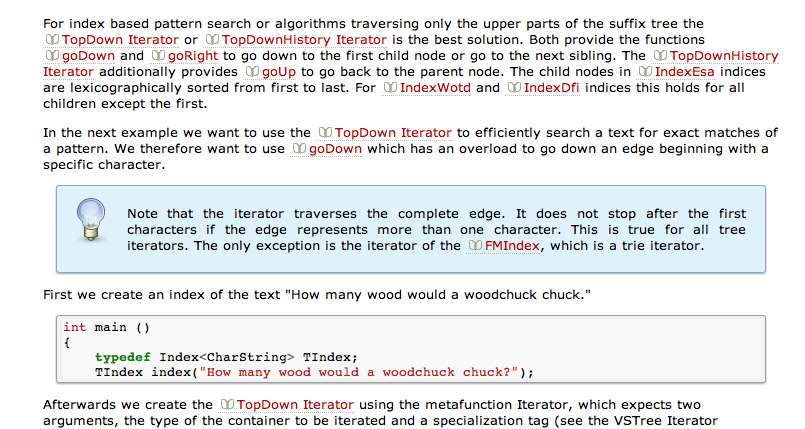 For index based pattern search or algorithms traversing only the upper parts of the suffix tree the
TopDown Iterator or TopDownHistory Iterator is the best solution. Both provide the functions
goDown and goRight to go down to the first child node or go to the next sibling. The TopDownHistory
Iterator additionally provides goUp to go back to the parent node. The child nodes in IndexEsa indices
are lexicographically sorted from first to last. For IndexWotd and IndexDfi indices this holds for all
children except the first.
In the next example we want to use the TopDown Iterator to efficiently search a text for exact matches of
a pattern. We therefore want to use goDown which has an overload to go down an edge beginning with a
specific character.
Note that the iterator traverses the complete edge. It does not stop after the first
characters if the edge represents more than one character. This is true for all tree
iterators. The only exception is the iterator of the FMIndex, which is a trie iterator.
First we create an index of the text "How many wood would a woodchuck chuck."
int main ()
{
    typedef Index<CharString> TIndex;
    TIndex index("How many wood would a woodchuck chuck?");
Afterwards we create the TopDown Iterator using the metafunction Iterator, which expects two
arguments, the type of the container to be iterated and a specialization tag (see the VSTree Iterator